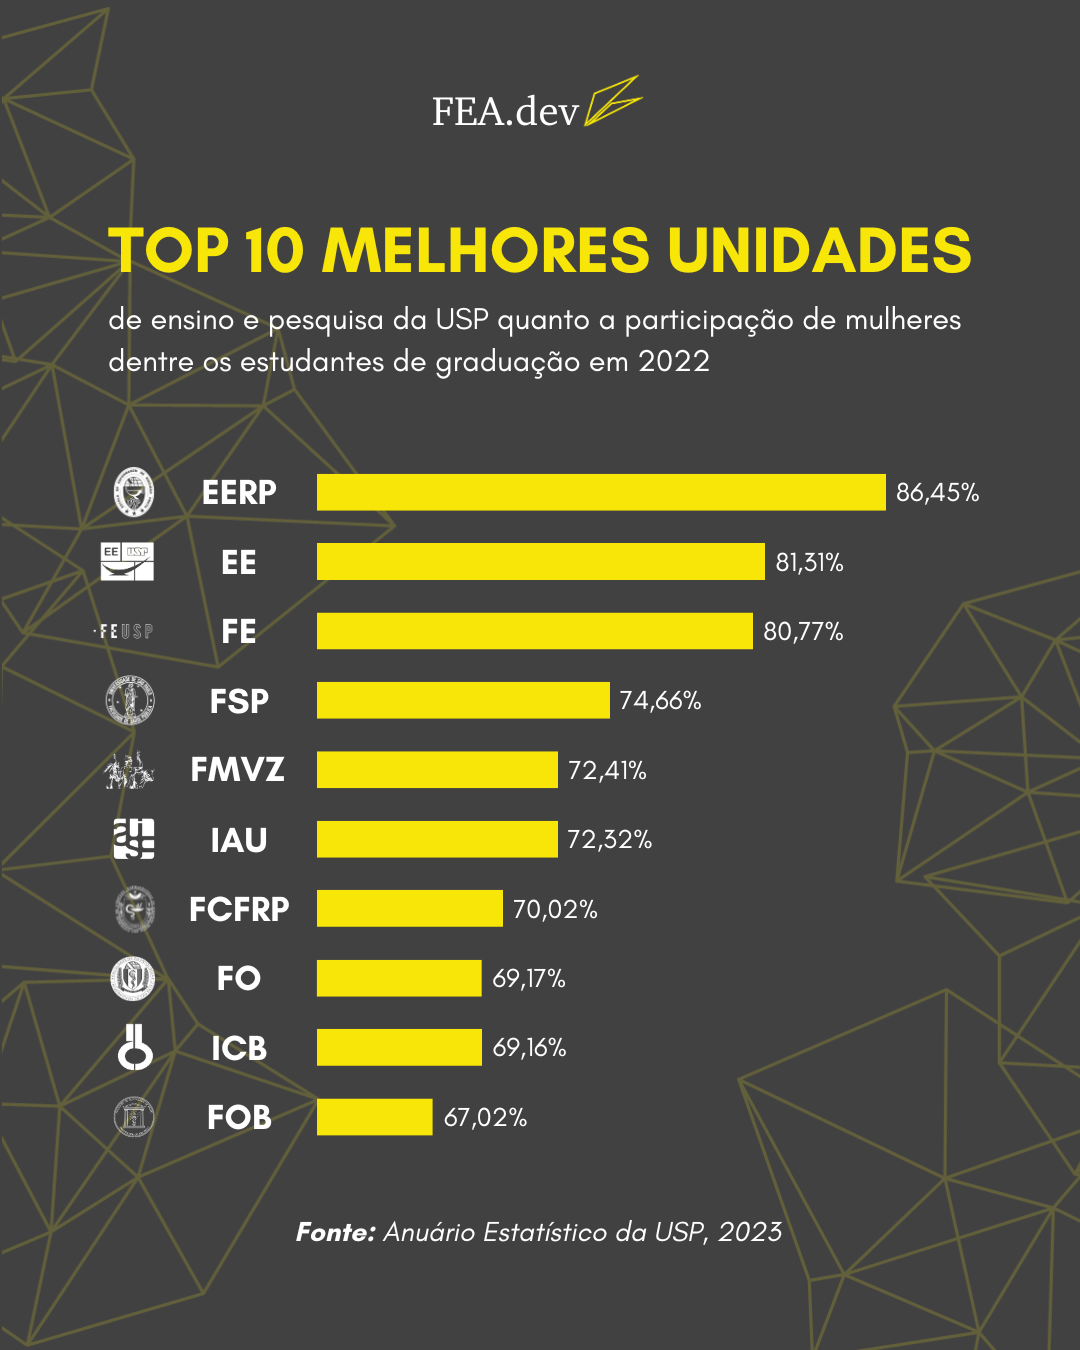 FEA.dev
TOP 10 MELHORES UNIDADES
de ensino e pesquisa da USP quanto a participação de mulheres
dentre os estudantes de graduação em 2022
EERP 86,45%
EE USP
EE 81,31%
·FEUSP
FE 80,77%
FSP 74,66%
FMVZ 72,41%
IAU 72,32%
FCFRP 70,02%
FO 69,17%
ICB 69,16%
FOB 67,02%
Fonte: Anuário Estatístico da USP, 2023